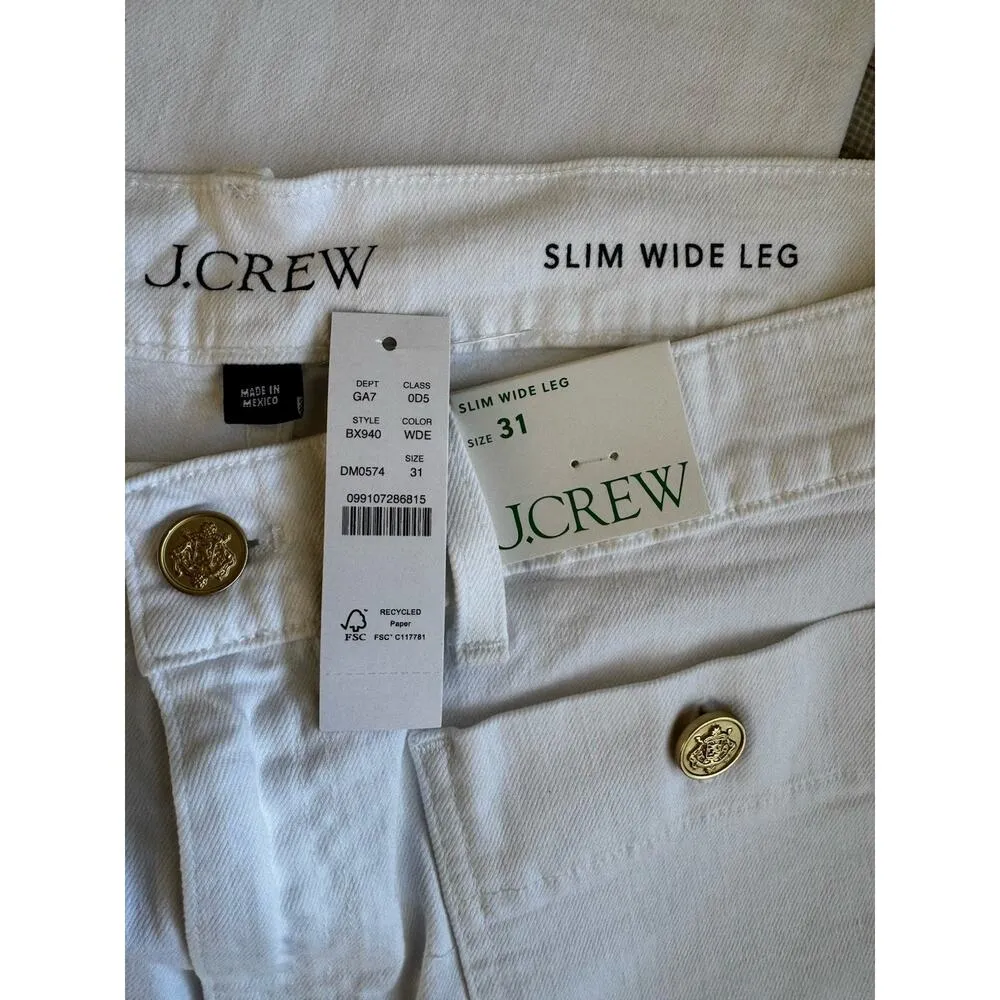 J.CREW
SLIM WIDE LEG
MADE IN
MEXICO
DEPT CLASS
GA7 0D5
STYLE COLOR
BX940 WDE
SIZE
DM0574 31
099107286815
FSC
RECYCLED
Paper
FSC® C117781
SLIM WIDE LEG
SIZE 31
J.CREW